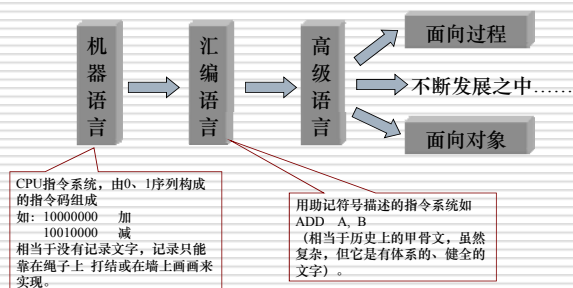 机器语言
汇编语言
高级语言
面向过程
不断发展之中……
面向对象
CPU指令系统，由0、1序列构成
的指令码组成
如: 10000000 加
10010000 减
相当于没有记录文字，记录只能
靠在绳子上 打结或在墙上画画来
实现。
用助记符号描述的指令系统如
ADD A, B
（相当于历史上的甲骨文，虽然
复杂，但它是有体系的、健全的
文字）.